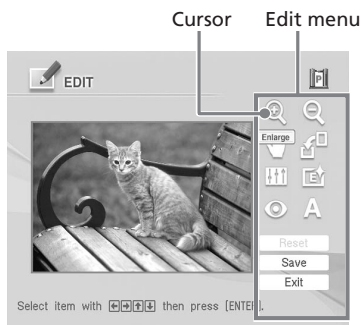 Cursor Edit menu
EDIT
P
Enlarge
A
Reset
Save
Exit
Select item with ←→↑↓ then press [ENTER].